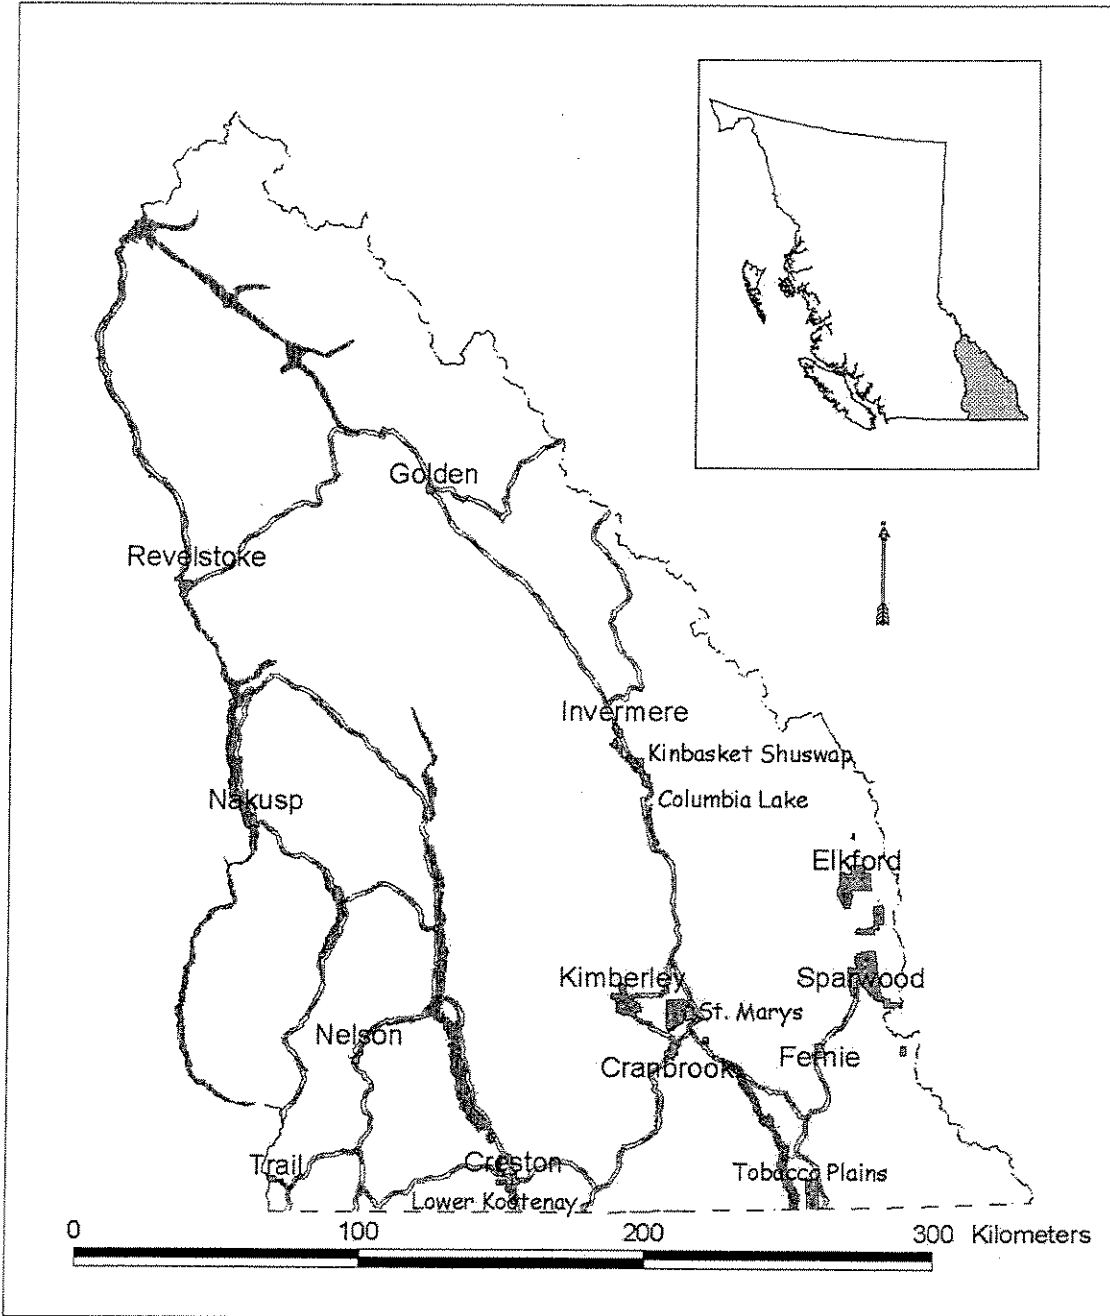 Golden
Revelstoke
Invermere
Kinbasket Shuswap
Nakusp
Columbia Lake
Elkford
Kimberley
Sparwood
St. Marys
Nelson
Cranbrook
Fernie
Trail
Creston
Tobacco Plains
Lower Kootenay
0 100 200 300 Kilometers